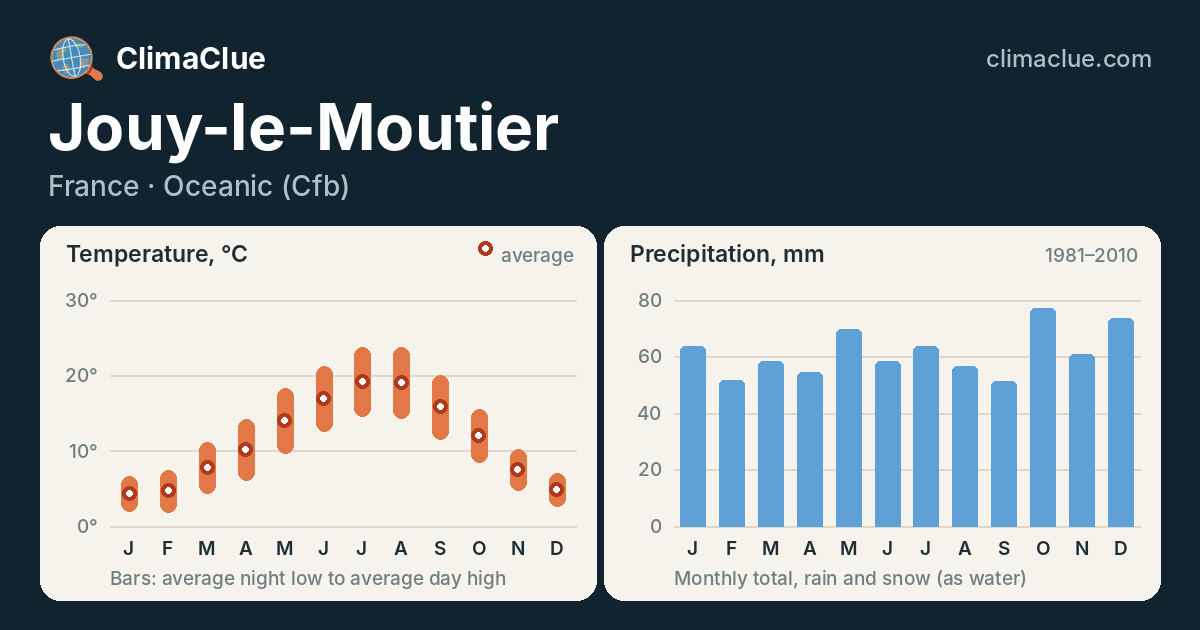 ClimaClue
climaclue.com
Jouy-le-Moutier
France · Oceanic (Cfb)
Temperature, °C
average
30°
20°
10°
0°
J F M A M J J A S O N D
Bars: average night low to average day high
Precipitation, mm
1981–2010
80
60
40
20
0
J F M A M J J A S O N D
Monthly total, rain and snow (as water)